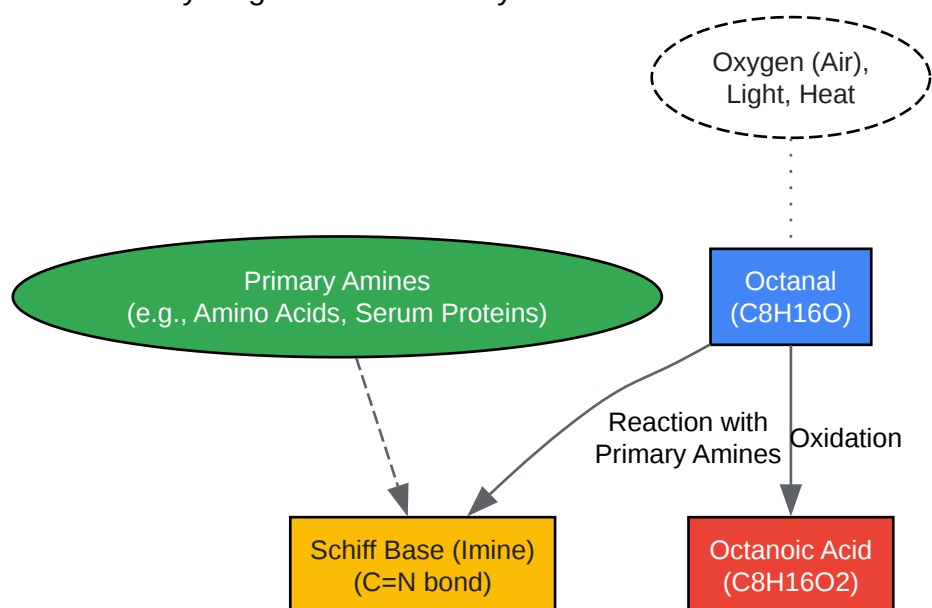 Oxygen (Air),
Light, Heat
Primary Amines
(e.g., Amino Acids, Serum Proteins)
Octanal
(C8H16O)
Reaction with
Primary Amines
Oxidation
Schiff Base (Imine)
(C=N bond)
Octanoic Acid
(C8H16O2)